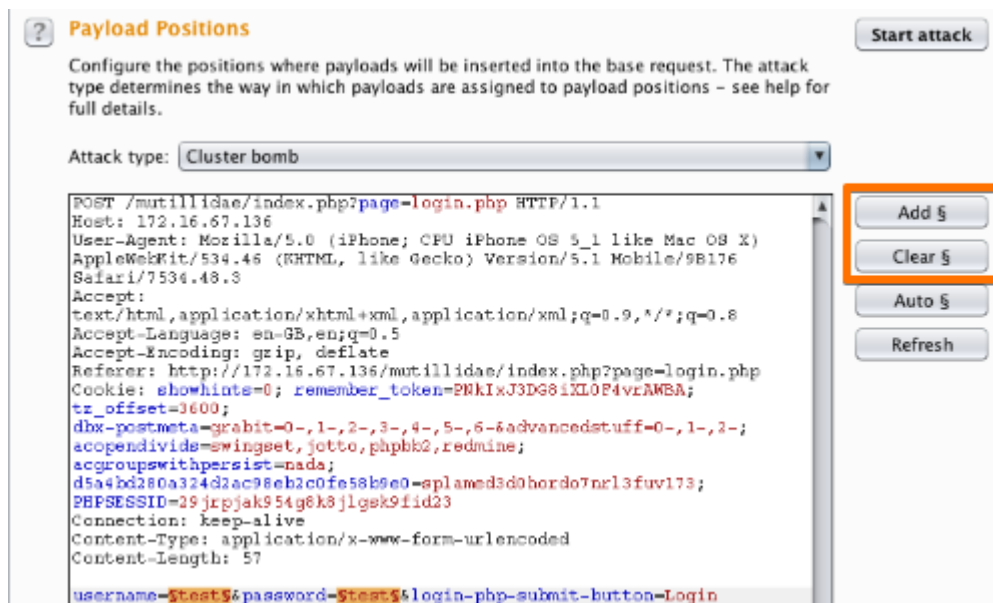 ? Payload Positions
Start attack
Configure the positions where payloads will be inserted into the base request. The attack
type determines the way in which payloads are assigned to payload positions – see help for
full details.
Attack type: Cluster bomb
POST /mutillidae/index.php?page=login.php HTTP/1.1
Host: 172.16.67.136
User-Agent: Mozilla/5.0 (iPhone; CPU iPhone OS 5_1 like Mac OS X)
AppleWebKit/534.46 (KHTML, like Gecko) Version/5.1 Mobile/9B176
Safari/7534.48.3
Accept:
text/html,application/xhtml+xml,application/xml;q=0.9,*/*;q=0.8
Accept-Language: en-GB,en;q=0.5
Accept-Encoding: gzip, deflate
Referer: http://172.16.67.136/mutillidae/index.php?page=login.php
Cookie: showhints=0; remember_token=PNkIxJ3DG8iXL0F4vrAWBA;
tz_offset=3600;
dbx-postmeta=grabit=0-,1-,2-,3-,4-,5-,6-&advancedstuff=0-,1-,2-;
acopendivids=swingset,jotto,phpbb2,redmine;
acgroupswithpersist=nada;
d5a4bd280a324d2ac98eb2c0fe58b9e0=splamed3d0hordo7nrl3fuv173;
PHPSESSID=29jrpjak954g8k8jlgsk9fid23
Connection: keep-alive
Content-Type: application/x-www-form-urlencoded
Content-Length: 57
username=§test§&password=§test§&login-php-submit-button=Login
Add §
Clear §
Auto §
Refresh